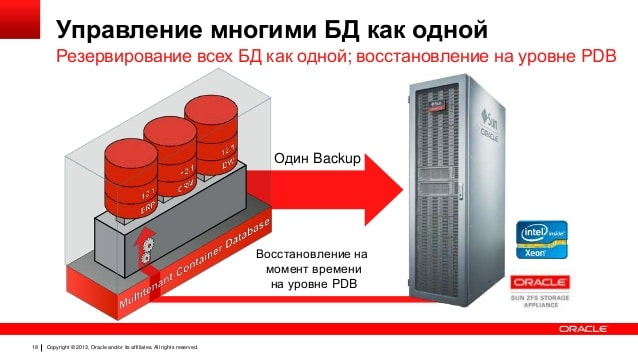 Управление многими БД как одной
Резервирование всех БД как одной; восстановление на уровне PDB
12.1
ERP
12.1
CRM
12.1
DW
Multitenant Container Database
Один Backup
Восстановление на
момент времени
на уровне PDB
Sun
ORACLE
intel inside
Xeon
ORACLE
SUN ZFS STORAGE
APPLIANCE
ORACLE
18 Copyright © 2013, Oracle and/or its affiliates. All rights reserved.